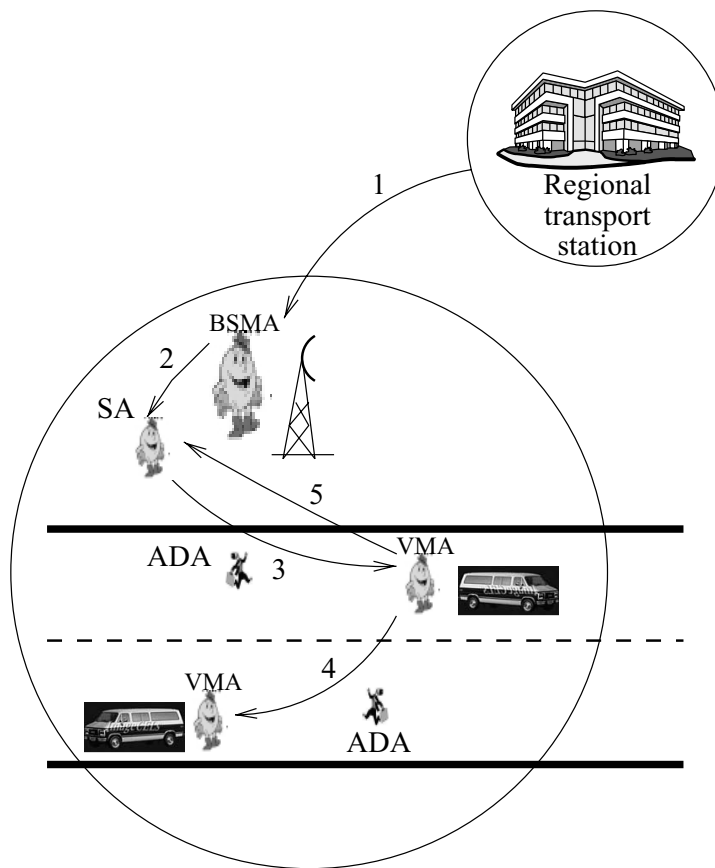 Regional
transport
station
1
BSMA
2
SA
5
ADA
3
VMA
4
VMA
ADA